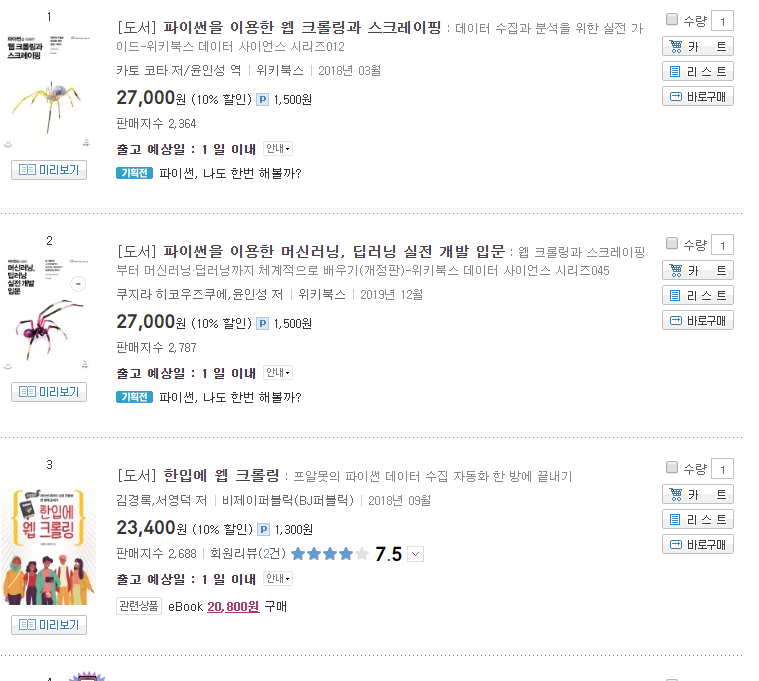 1
파이썬을 이용한
웹 크롤링과
스크레이핑
미리보기
[도서] 파이썬을 이용한 웹 크롤링과 스크레이핑 : 데이터 수집과 분석을 위한 실전 가
이드-위키북스 데이터 사이언스 시리즈012
카토 코타 저/윤인성 역 | 위키북스 | 2018년 03월
27,000원 (10% 할인) P 1,500원
판매지수 2,364
출고 예상일 : 1 일 이내 안내
기획전 파이썬, 나도 한번 해볼까?
수량 1
카 트
리 스 트
바로구매
2
머신러닝,
딥러닝
실전 개발
입문
미리보기
[도서] 파이썬을 이용한 머신러닝, 딥러닝 실전 개발 입문 : 웹 크롤링과 스크레이핑
부터 머신러닝·딥러닝까지 체계적으로 배우기(개정판)-위키북스 데이터 사이언스 시리즈045
쿠지라 히코우즈쿠에,윤인성 저 | 위키북스 | 2019년 12월
27,000원 (10% 할인) P 1,500원
판매지수 2,787
출고 예상일 : 1 일 이내 안내
기획전 파이썬, 나도 한번 해볼까?
수량 1
카 트
리 스 트
바로구매
3
한입에
웹 크롤링
미리보기
[도서] 한입에 웹 크롤링 : 프알못의 파이썬 데이터 수집 자동화 한 방에 끝내기
김경록,서영덕 저 | 비제이퍼블릭(BJ퍼블릭) | 2018년 09월
23,400원 (10% 할인) P 1,300원
판매지수 2,688 | 회원리뷰(2건) 7.5
출고 예상일 : 1 일 이내 안내
관련상품 eBook 20,800원 구매
수량 1
카 트
리 스 트
바로구매